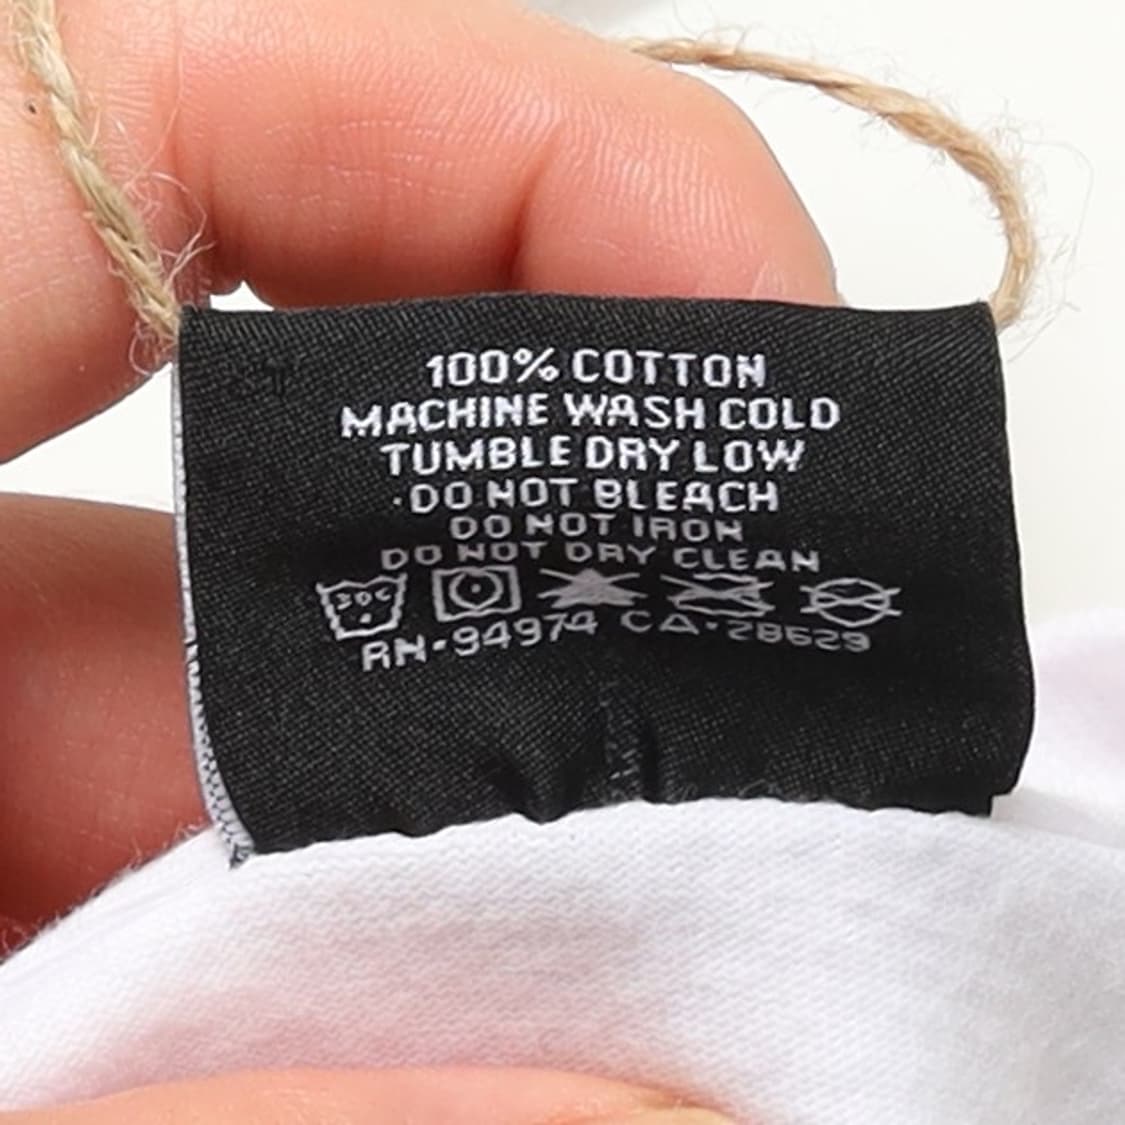 100% COTTON
MACHINE WASH COLD
TUMBLE DRY LOW
·DO NOT BLEACH
DO NOT IRON
DO NOT DRY CLEAN
30C
RN-94974 CA-28629